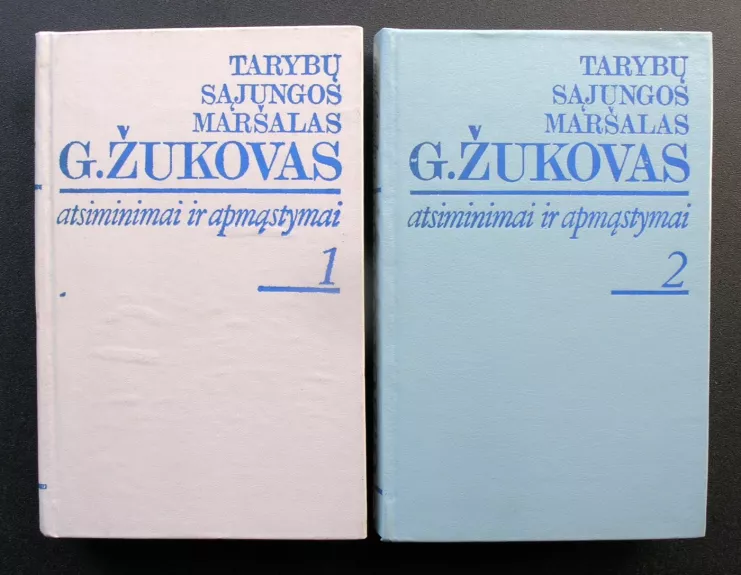 TARYBŲ
SĄJUNGOS
MARŠALAS
G.ŽUKOVAS
atsiminimai ir apmąstymai
1
TARYBŲ
SĄJUNGOS
MARŠALAS
G.ŽUKOVAS
atsiminimai ir apmąstymai
2